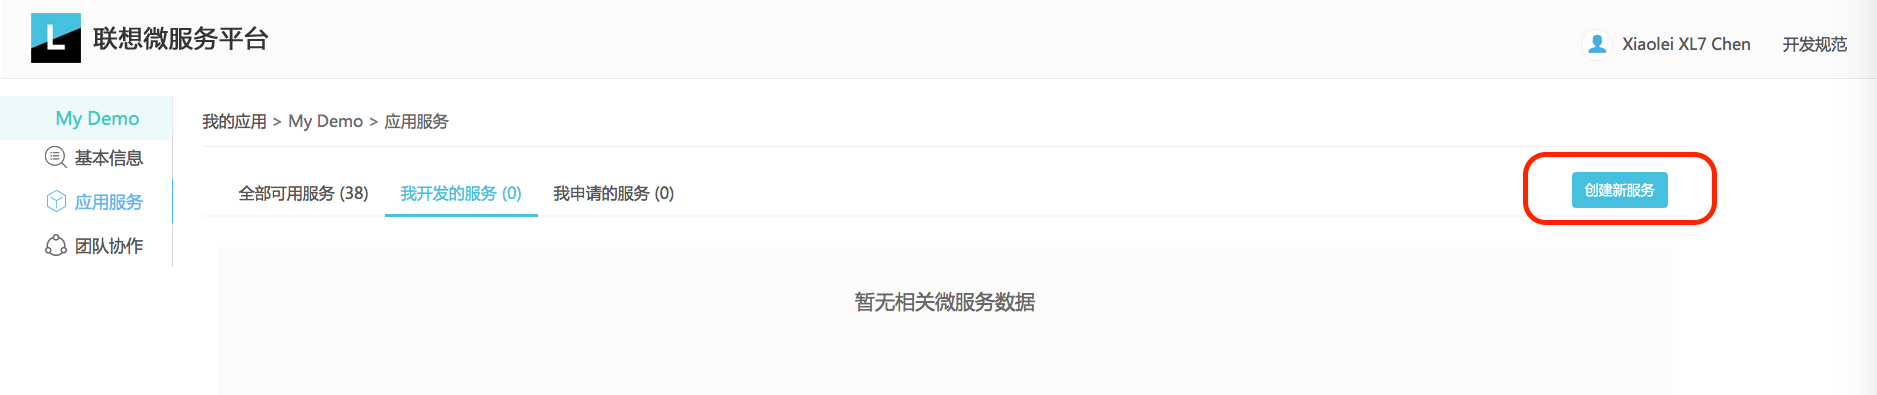 L 联想微服务平台
Xiaolei XL7 Chen 开发规范
My Demo
基本信息
应用服务
团队协作
我的应用 > My Demo > 应用服务
全部可用服务 (38) 我开发的服务 (0) 我申请的服务 (0)
创建新服务
暂无相关微服务数据